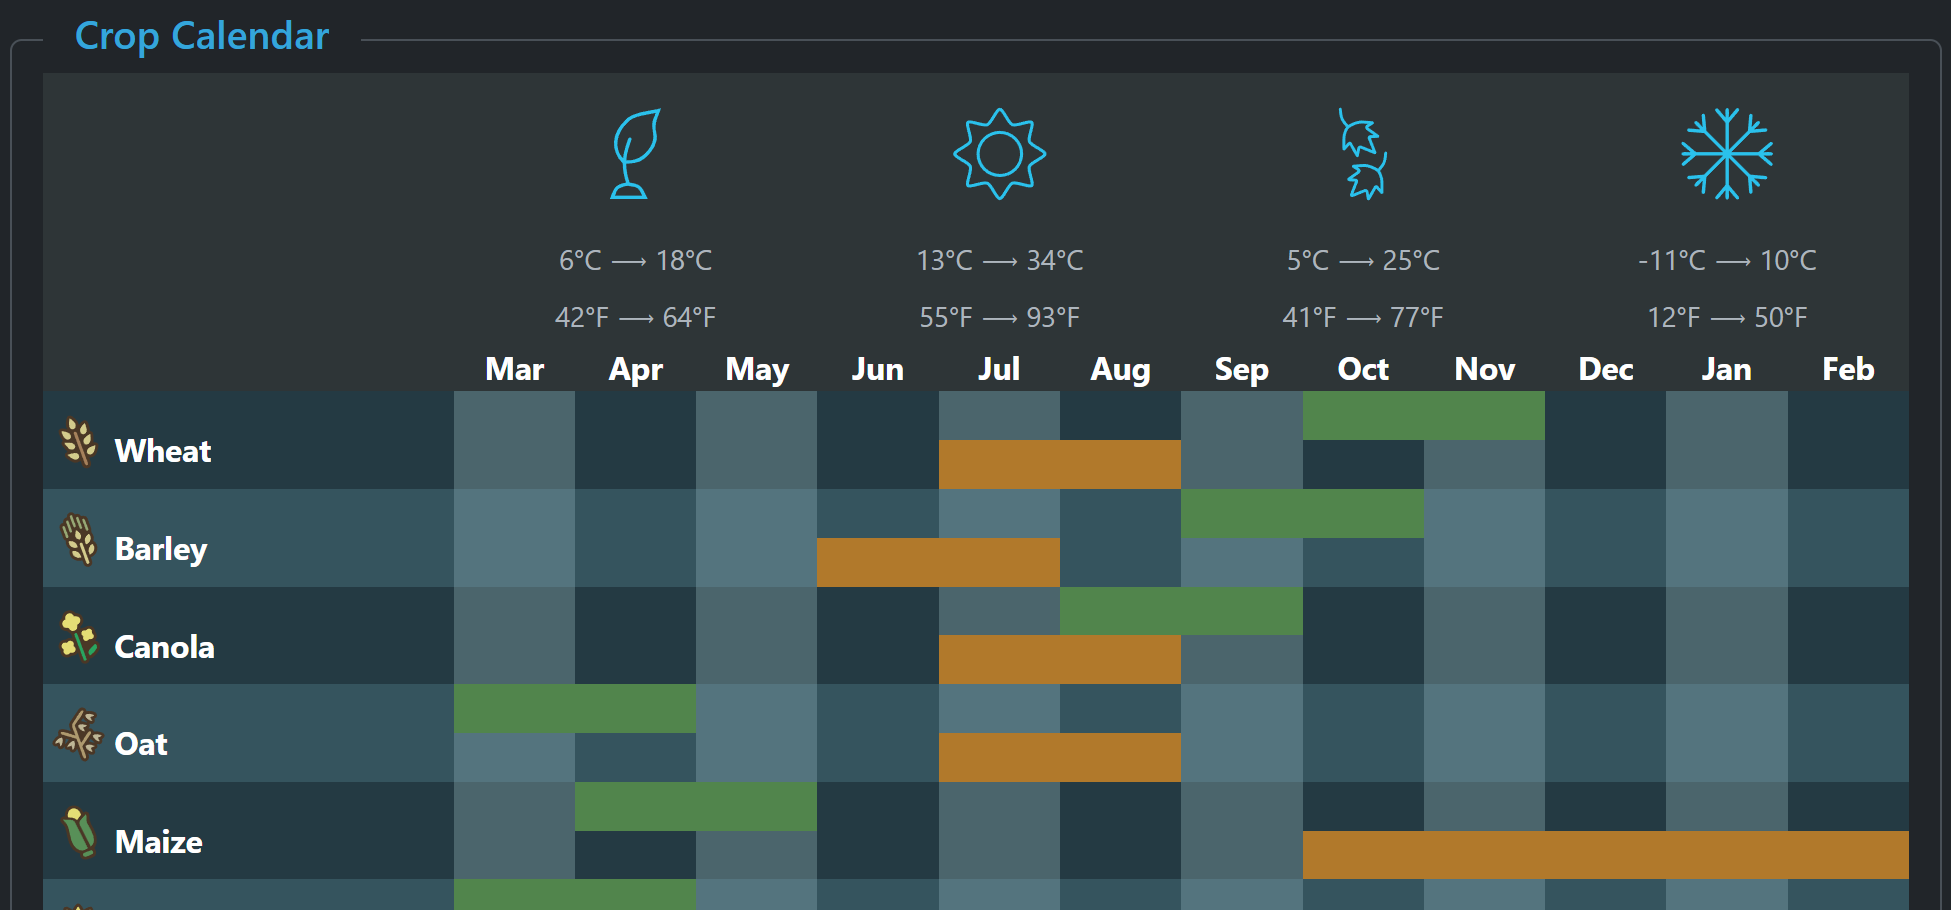 Crop Calendar
6°C ⟶ 18°C
13°C ⟶ 34°C
5°C ⟶ 25°C
-11°C ⟶ 10°C
42°F ⟶ 64°F
55°F ⟶ 93°F
41°F ⟶ 77°F
12°F ⟶ 50°F
Mar Apr May Jun Jul Aug Sep Oct Nov Dec Jan Feb
Wheat
Barley
Canola
Oat
Maize